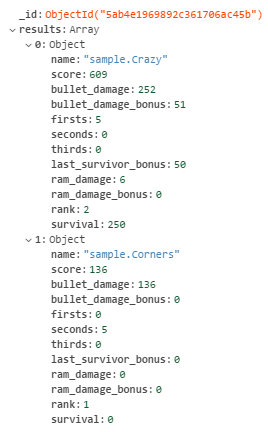 _id:ObjectId("5ab4e1969892c361706ac45b")
results:Array
0:Object
name:"sample.Crazy"
score:609
bullet_damage:252
bullet_damage_bonus:51
firsts:5
seconds:0
thirds:0
last_survivor_bonus:50
ram_damage:6
ram_damage_bonus:0
rank:2
survival:250
1:Object
name:"sample.Corners"
score:136
bullet_damage:136
bullet_damage_bonus:0
firsts:0
seconds:5
thirds:0
last_survivor_bonus:0
ram_damage:0
ram_damage_bonus:0
rank:1
survival:0